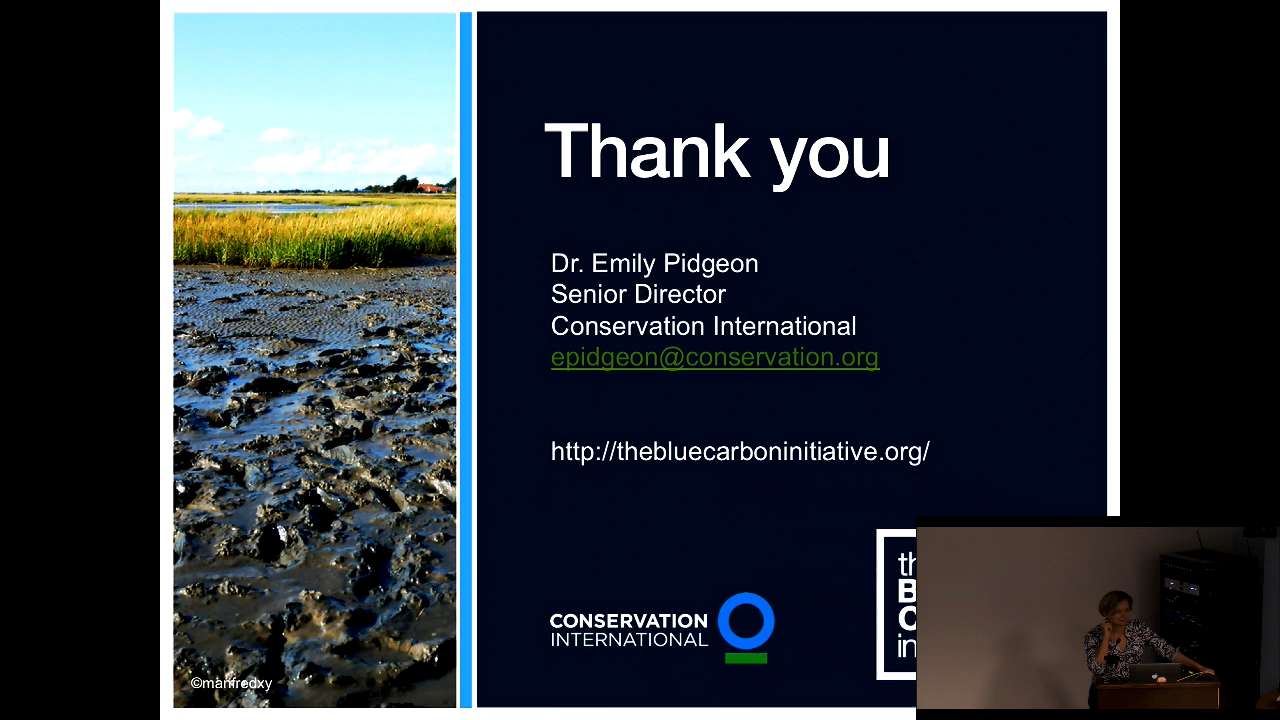 Thank you
Dr. Emily Pidgeon
Senior Director
Conservation International
epidgeon@conservation.org
http://thebluecarboninitiative.org/
CONSERVATION
INTERNATIONAL
©manfredxy